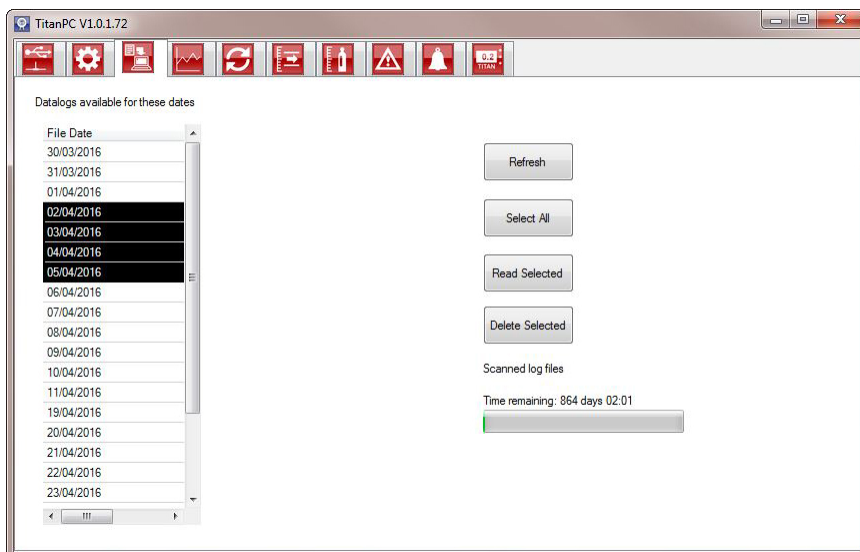 TitanPC V1.0.1.72
0.2
TITAN
Datalogs available for these dates
File Date
30/03/2016
31/03/2016
01/04/2016
02/04/2016
03/04/2016
04/04/2016
05/04/2016
06/04/2016
07/04/2016
08/04/2016
09/04/2016
10/04/2016
11/04/2016
19/04/2016
20/04/2016
21/04/2016
22/04/2016
23/04/2016
Refresh
Select All
Read Selected
Delete Selected
Scanned log files
Time remaining: 864 days 02:01